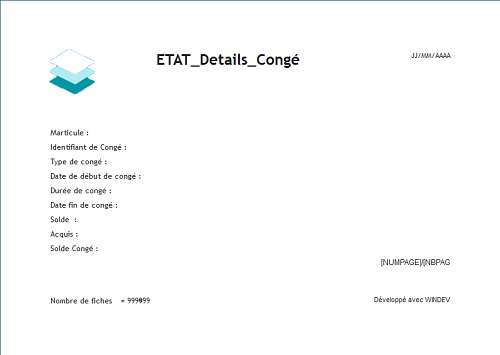 ETAT_Details_Congé
JJ/MM/AAAA
Marticule :
Identifiant de Congé :
Type de congé :
Date de début de congé :
Durée de congé :
Date fin de congé :
Solde :
Acquis :
Solde Congé :
[NUMPAGE]/[NBPAG
Nombre de fiches = 999899
Développé avec WINDEV